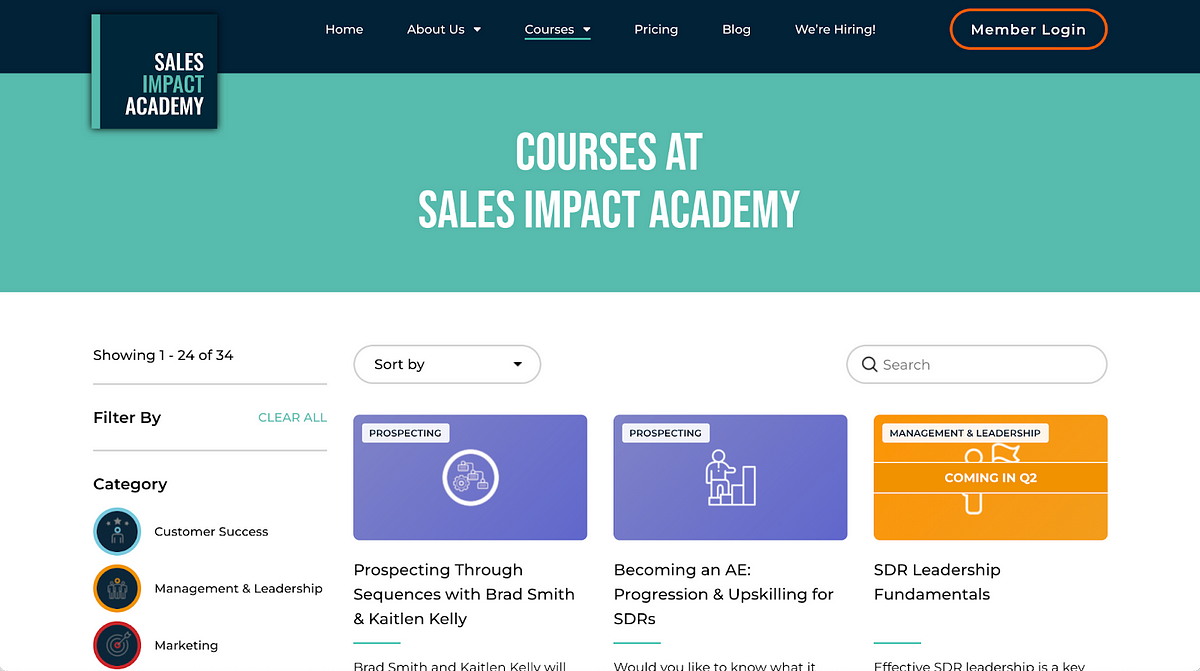 SALES
IMPACT
ACADEMY
Home
About Us
Courses
Pricing
Blog
We're Hiring!
Member Login
COURSES AT
SALES IMPACT ACADEMY
Showing 1 - 24 of 34
Sort by
Search
Filter By
CLEAR ALL
Category
Customer Success
Management & Leadership
Marketing
PROSPECTING
Prospecting Through
Sequences with Brad Smith
& Kaitlen Kelly
Brad Smith and Kaitlen Kelly will
PROSPECTING
Becoming an AE:
Progression & Upskilling for
SDRs
Would you like to know what it
MANAGEMENT & LEADERSHIP
COMING IN Q2
SDR Leadership
Fundamentals
Effective SDR leadership is a key